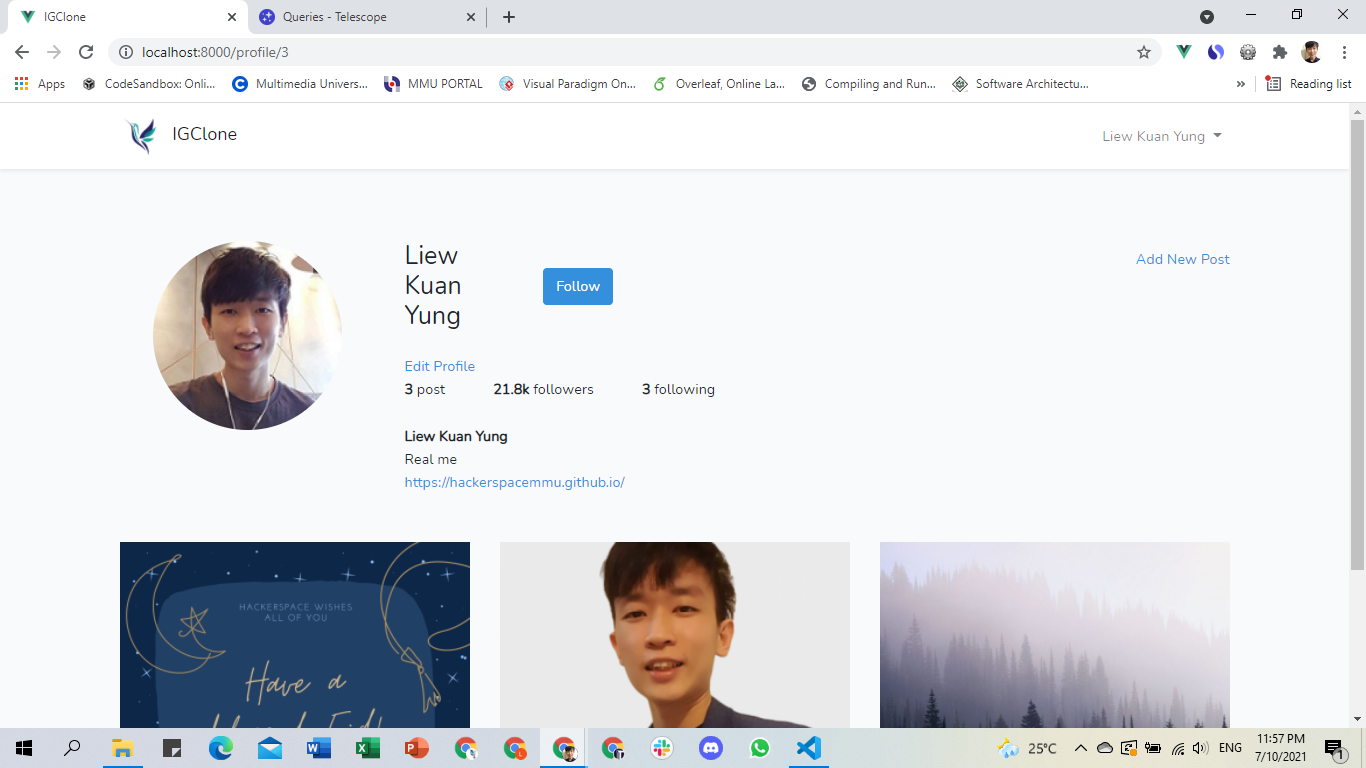 IGClone
Queries - Telescope
localhost:8000/profile/3
Apps
CodeSandbox: Onli...
Multimedia Univers...
MMU PORTAL
Visual Paradigm On...
Overleaf, Online La...
Compiling and Run...
Software Architectu...
»
Reading list
IGClone
Liew Kuan Yung
Liew
Kuan
Yung
Follow
Add New Post
Edit Profile
3 post 21.8k followers 3 following
Liew Kuan Yung
Real me
https://hackerspacemmu.github.io/
HACKERSPACE WISHES
ALL OF YOU
Have a
25°C
ENG
11:57 PM
7/10/2021
1